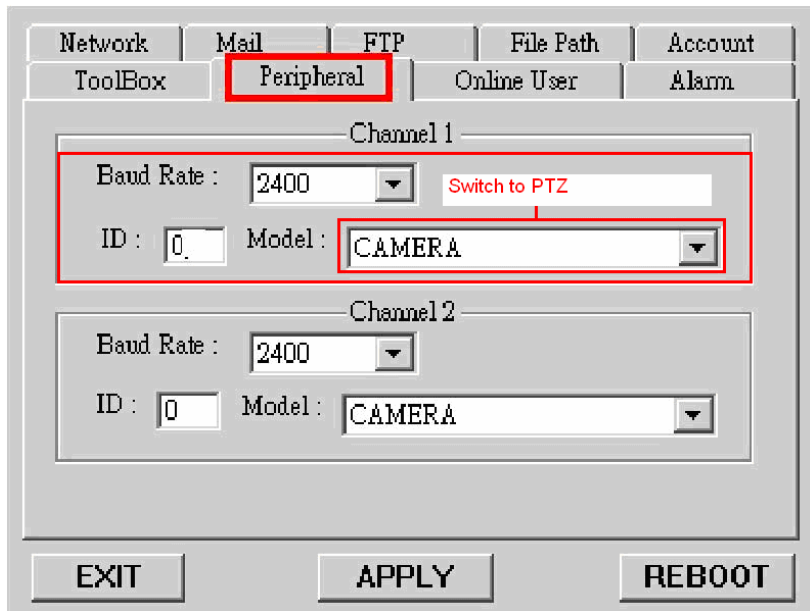 Network Mail FTP File Path Account
ToolBox Peripheral Online User Alarm
Channel 1
Baud Rate : 2400 Switch to PTZ
ID : 0 Model : CAMERA
Channel 2
Baud Rate : 2400
ID : 0 Model : CAMERA
EXIT APPLY REBOOT